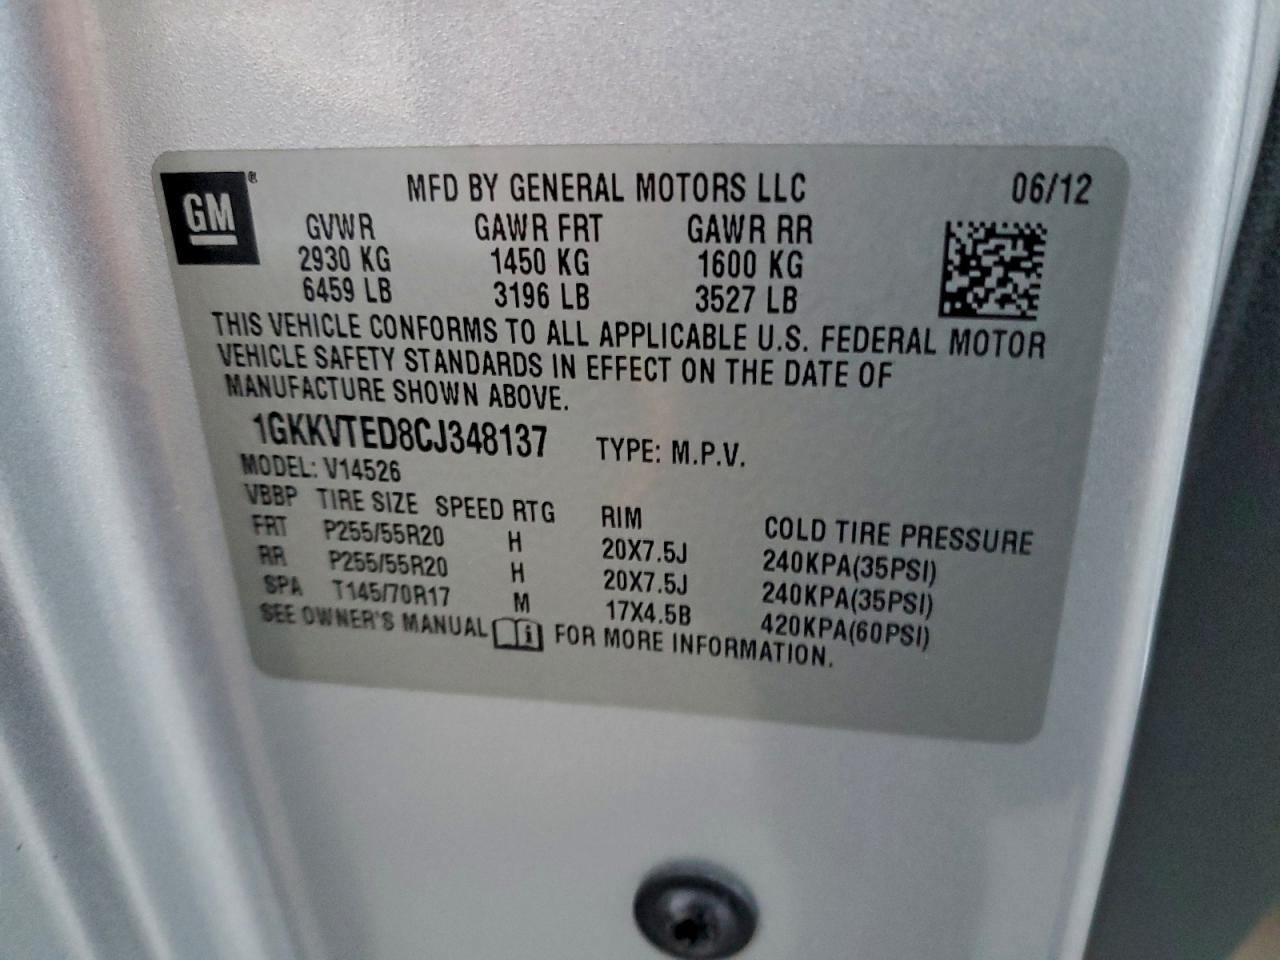 GM®
MFD BY GENERAL MOTORS LLC 06/12
GVWR GAWR FRT GAWR RR
2930 KG 1450 KG 1600 KG
6459 LB 3196 LB 3527 LB
THIS VEHICLE CONFORMS TO ALL APPLICABLE U.S. FEDERAL MOTOR
VEHICLE SAFETY STANDARDS IN EFFECT ON THE DATE OF
MANUFACTURE SHOWN ABOVE.
1GKKVTED8CJ348137 TYPE: M.P.V.
MODEL: V14526
VBBP TIRE SIZE SPEED RTG RIM COLD TIRE PRESSURE
FRT P255/55R20 H 20X7.5J 240KPA(35PSI)
RR P255/55R20 H 20X7.5J 240KPA(35PSI)
SPA T145/70R17 M 17X4.5B 420KPA(60PSI)
SEE OWNER'S MANUAL i FOR MORE INFORMATION.